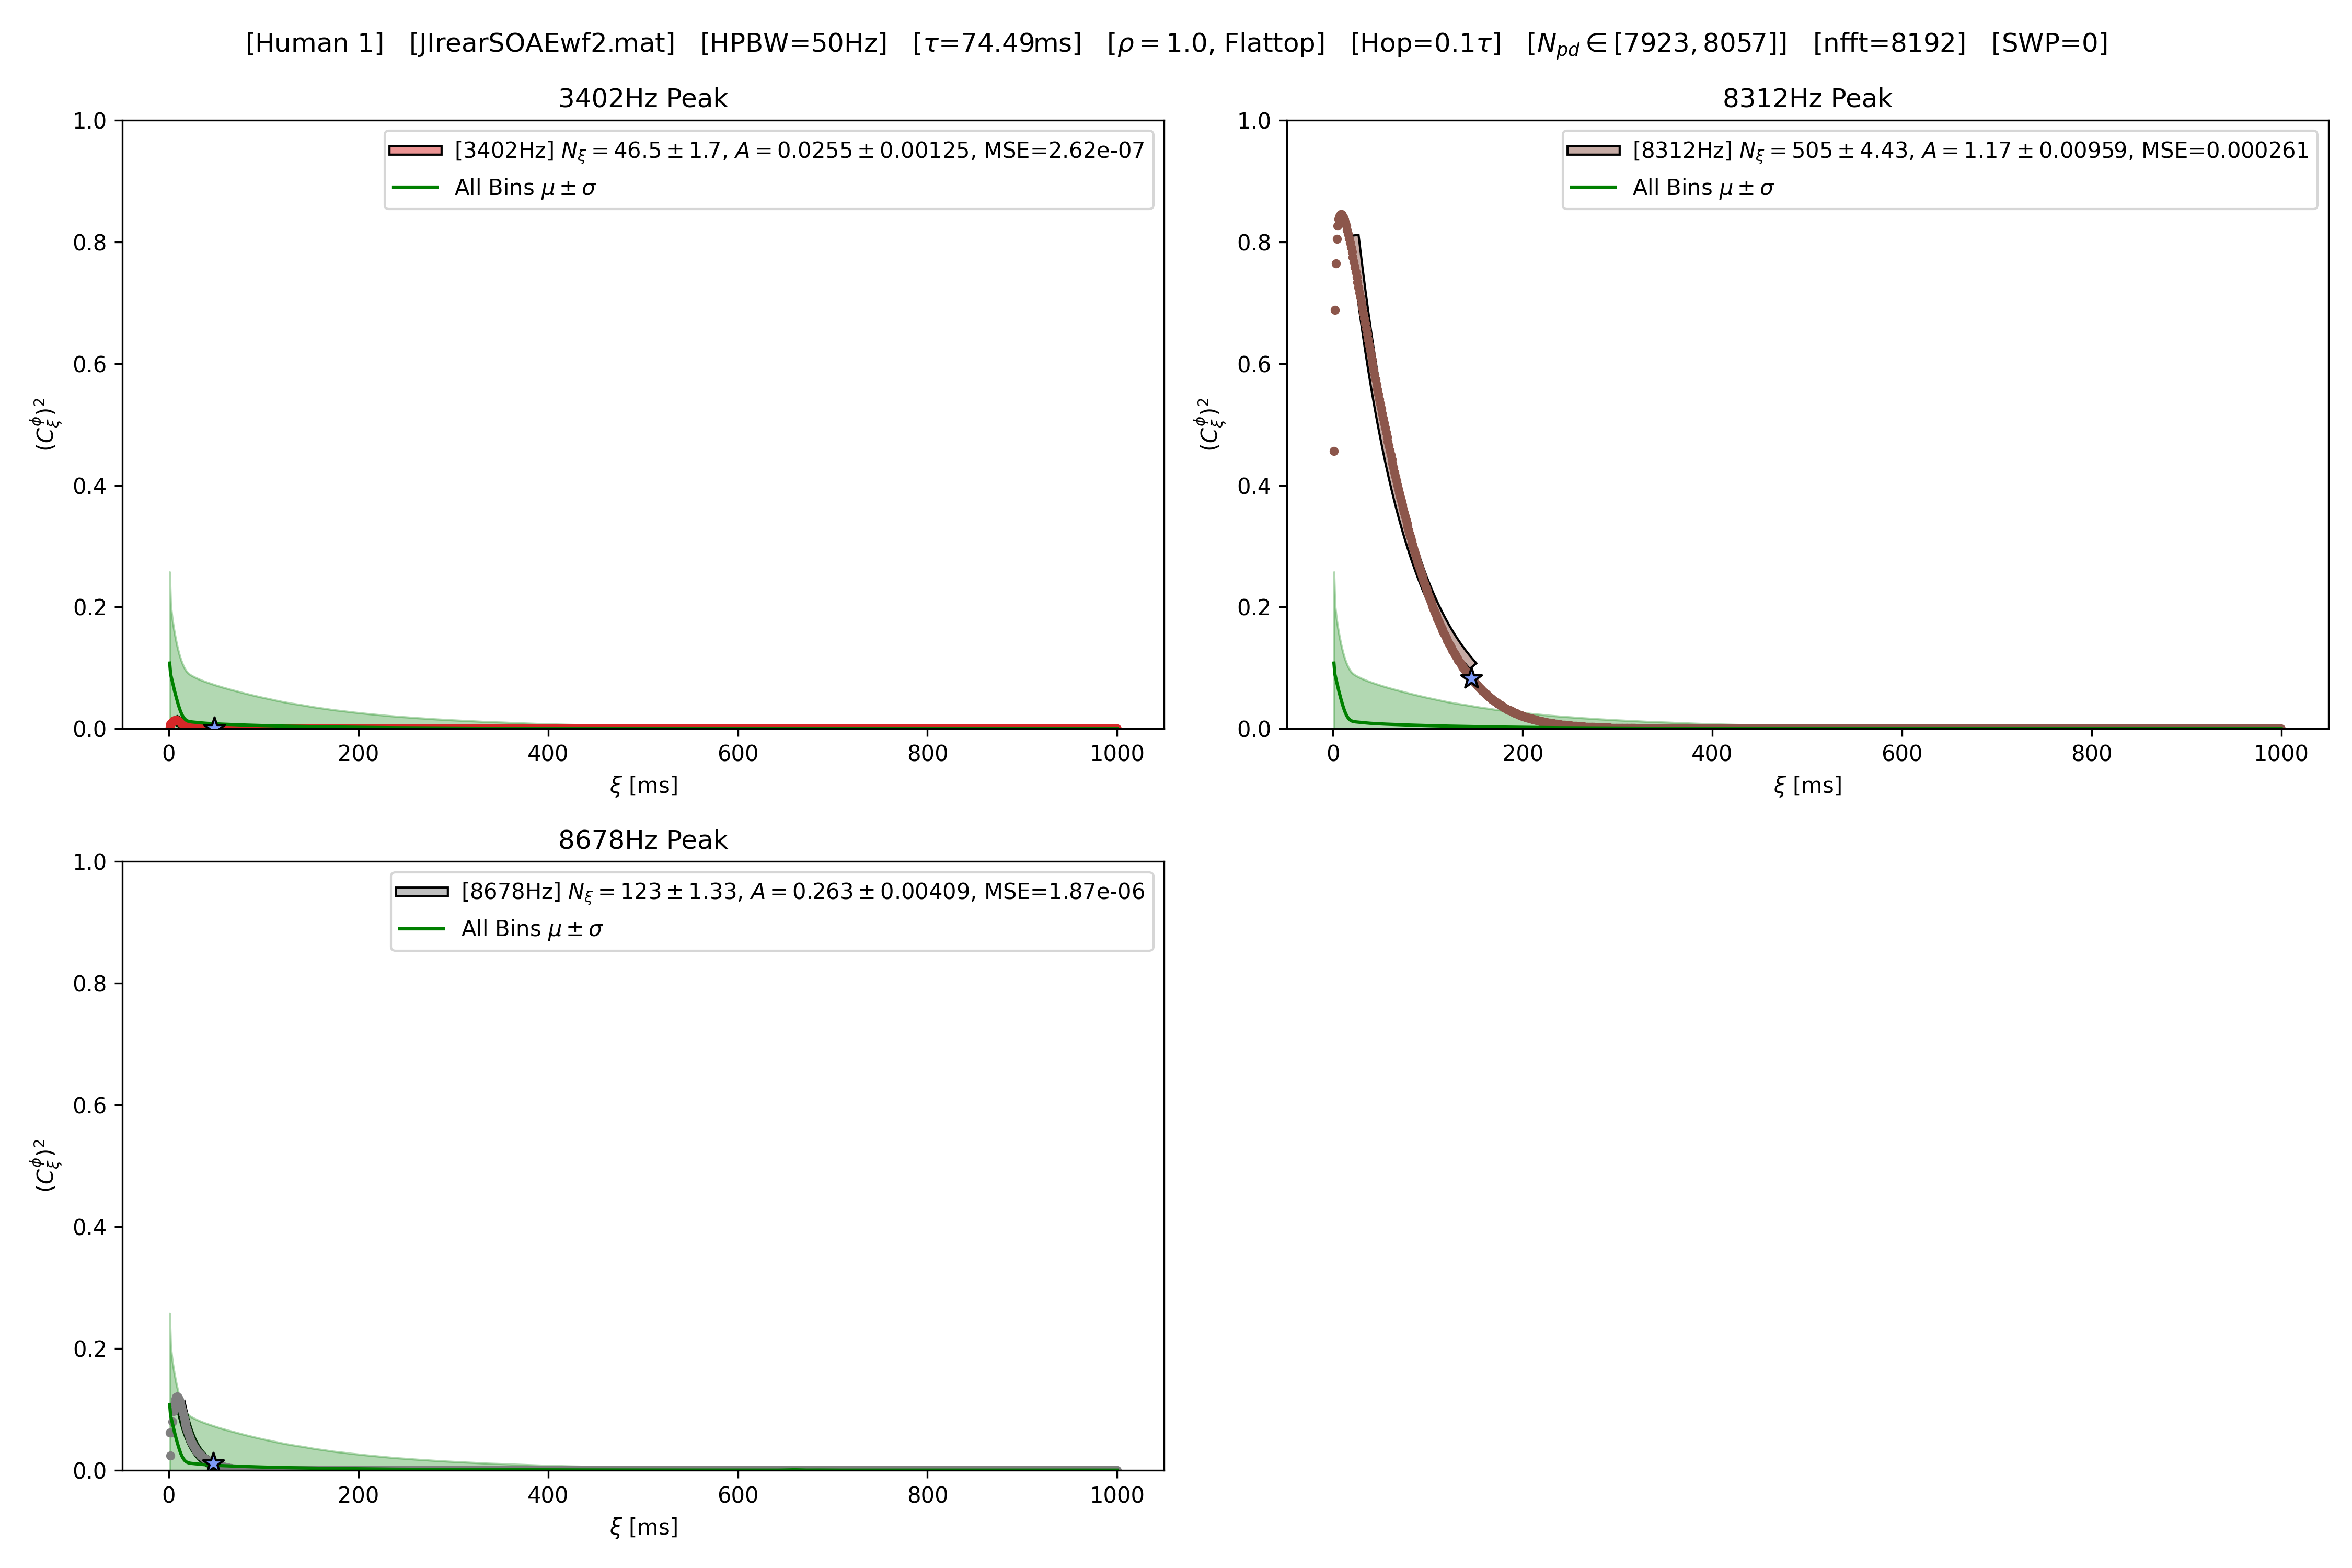 [Human 1] [JIrearSOAEwf2.mat] [HPBW=50Hz] [τ=74.49ms] [ρ = 1.0, Flattop] [Hop=0.1τ] [N_pd ∈ [7923, 8057]] [nfft=8192] [SWP=0]
3402Hz Peak
[3402Hz] N_ξ = 46.5 ± 1.7, A = 0.0255 ± 0.00125, MSE=2.62e-07
All Bins μ ± σ
1.0
0.8
0.6
0.4
0.2
0.0
(C_ξ^ϕ)^2
0 200 400 600 800 1000
ξ [ms]
8312Hz Peak
[8312Hz] N_ξ = 505 ± 4.43, A = 1.17 ± 0.00959, MSE=0.000261
All Bins μ ± σ
1.0
0.8
0.6
0.4
0.2
0.0
(C_ξ^ϕ)^2
0 200 400 600 800 1000
ξ [ms]
8678Hz Peak
[8678Hz] N_ξ = 123 ± 1.33, A = 0.263 ± 0.00409, MSE=1.87e-06
All Bins μ ± σ
1.0
0.8
0.6
0.4
0.2
0.0
(C_ξ^ϕ)^2
0 200 400 600 800 1000
ξ [ms]